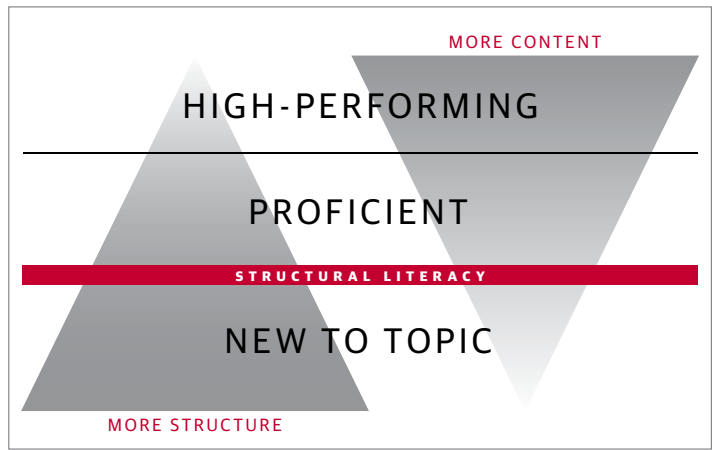 MORE CONTENT
HIGH-PERFORMING
PROFICIENT
STRUCTURAL LITERACY
NEW TO TOPIC
MORE STRUCTURE